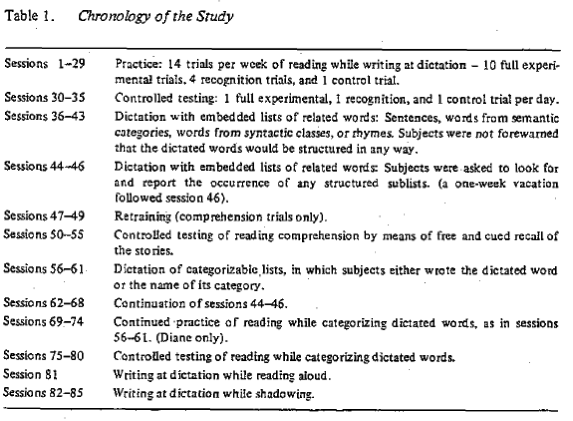 Table 1. Chronology of the Study
Sessions 1–29 Practice: 14 trials per week of reading while writing at dictation – 10 full experi-
mental trials, 4 recognition trials, and 1 control trial.
Sessions 30–35 Controlled testing: 1 full experimental, 1 recognition, and 1 control trial per day.
Sessions 36–43 Dictation with embedded lists of related words: Sentences, words from semantic
categories, words from syntactic classes, or rhymes. Subjects were not forewarned
that the dictated words would be structured in any way.
Sessions 44–46 Dictation with embedded lists of related words: Subjects were asked to look for
and report the occurrence of any structured sublists. (a one-week vacation
followed session 46).
Sessions 47–49 Retraining (comprehension trials only).
Sessions 50–55 Controlled testing of reading comprehension by means of free and cued recall of
the stories.
Sessions 56–61 Dictation of categorizable lists, in which subjects either wrote the dictated word
or the name of its category.
Sessions 62–68 Continuation of sessions 44–46.
Sessions 69–74 Continued practice of reading while categorizing dictated words, as in sessions
56–61. (Diane only).
Sessions 75–80 Controlled testing of reading while categorizing dictated words.
Session 81 Writing at dictation while reading aloud.
Sessions 82–85 Writing at dictation while shadowing.